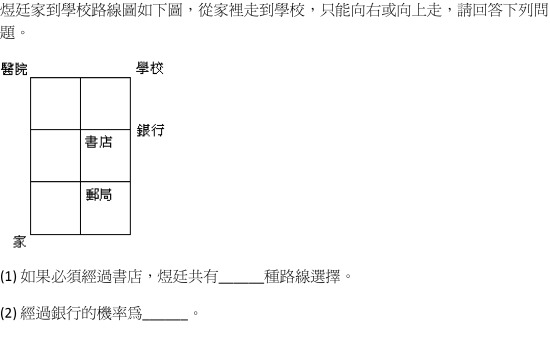 煜廷家到學校路線圖如下圖，從家裡走到學校，只能向右或向上走，請回答下列問
題。
醫院 學校
銀行
書店
郵局
家
(1) 如果必須經過書店，煜廷共有______種路線選擇。
(2) 經過銀行的機率為______。